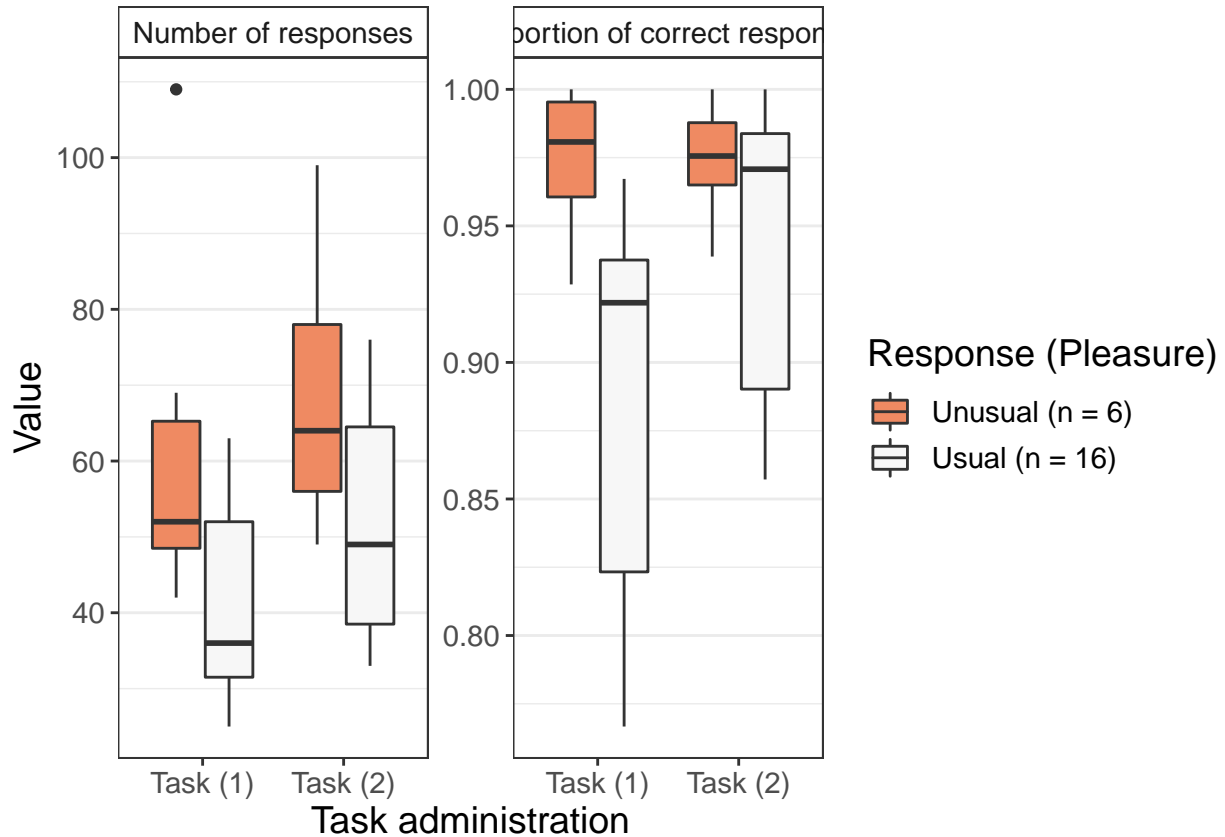 Number of responses
portion of correct respon
Value
100
80
60
40
1.00
0.95
0.90
0.85
0.80
Task (1) Task (2)
Task (1) Task (2)
Task administration
Response (Pleasure)
Unusual (n = 6)
Usual (n = 16)